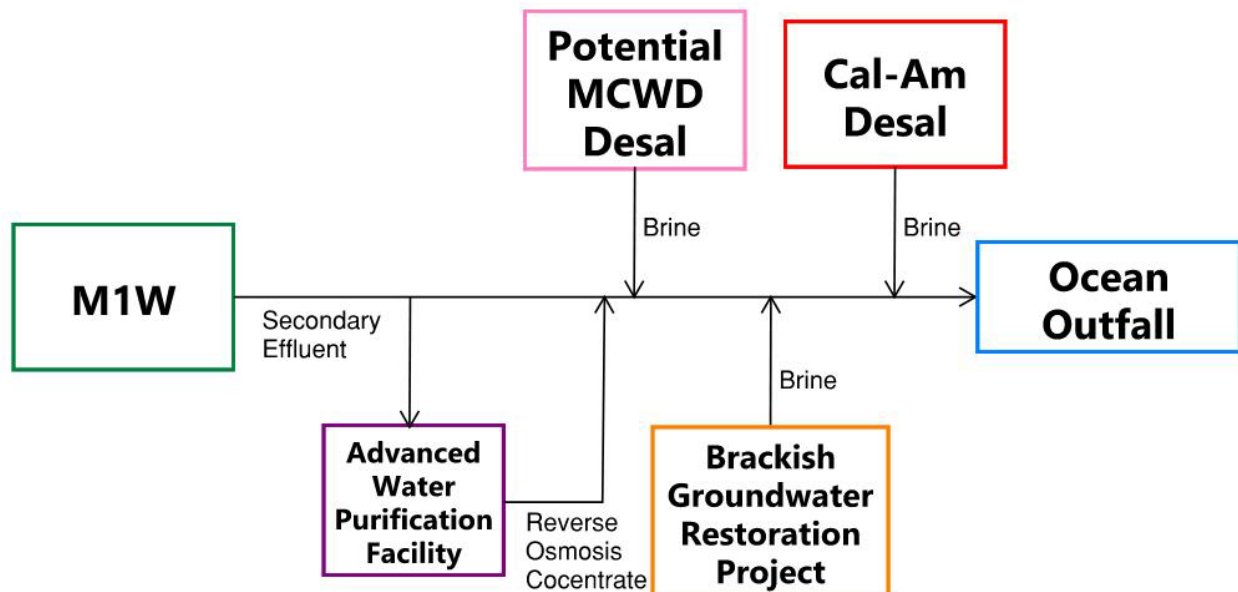 Potential
MCWD
Desal
Cal-Am
Desal
Brine
Brine
M1W
Secondary
Effluent
Ocean
Outfall
Brine
Advanced
Water
Purification
Facility
Reverse
Osmosis
Cocentrate
Brackish
Groundwater
Restoration
Project